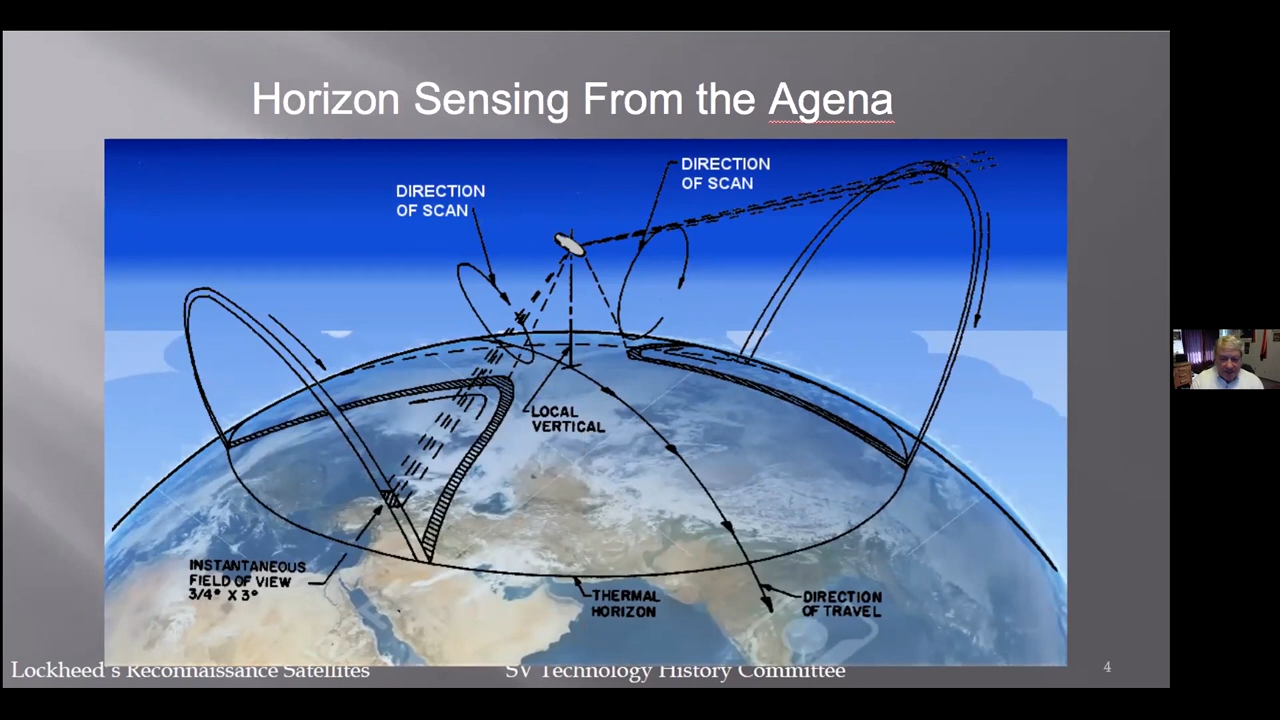 Horizon Sensing From the Agena
DIRECTION
OF SCAN
DIRECTION
OF SCAN
LOCAL
VERTICAL
INSTANTANEOUS
FIELD OF VIEW
3/4° X 3°
THERMAL
HORIZON
DIRECTION
OF TRAVEL
Lockheed's Reconnaissance Satellites
SV Technology History Committee
4